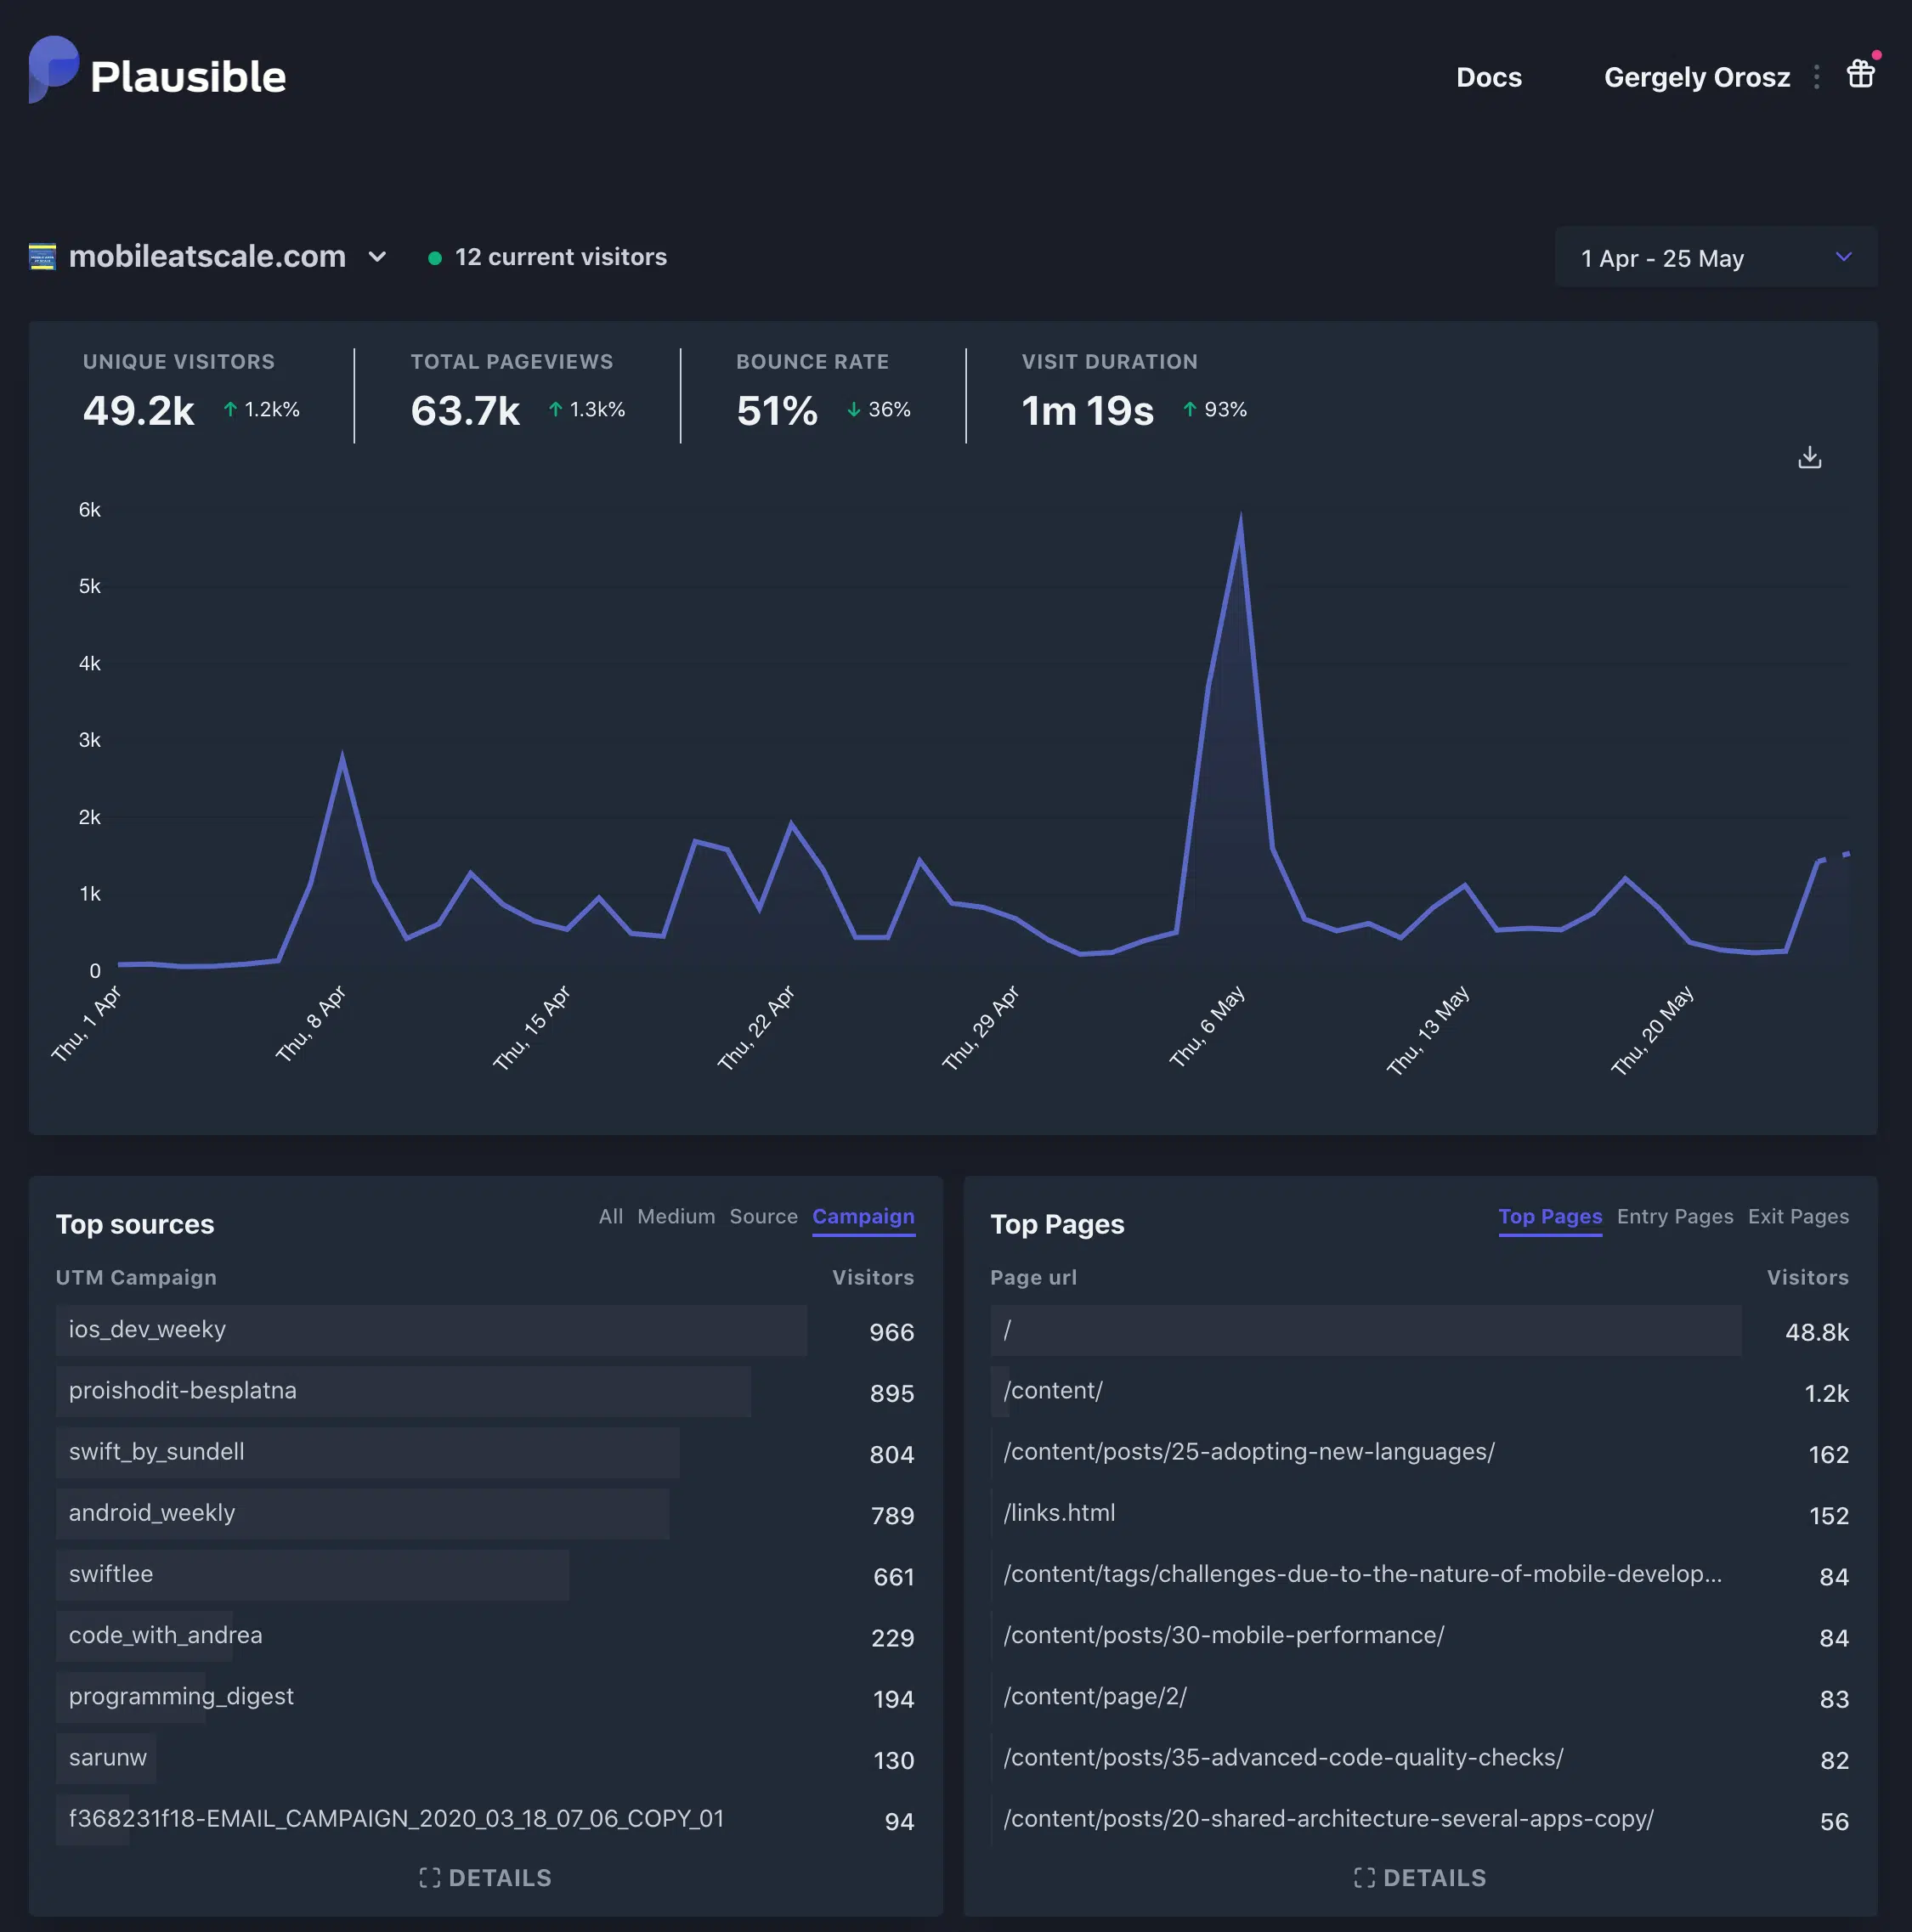 Plausible
Docs
Gergely Orosz
mobileatscale.com
12 current visitors
1 Apr - 25 May
UNIQUE VISITORS
49.2k ↑ 1.2k%
TOTAL PAGEVIEWS
63.7k ↑ 1.3k%
BOUNCE RATE
51% ↓ 36%
VISIT DURATION
1m 19s ↑ 93%
6k
5k
4k
3k
2k
1k
0
Thu, 1 Apr
Thu, 8 Apr
Thu, 15 Apr
Thu, 22 Apr
Thu, 29 Apr
Thu, 6 May
Thu, 13 May
Thu, 20 May
Top sources
All Medium Source Campaign
UTM Campaign Visitors
ios_dev_weeky 966
proishodit-besplatna 895
swift_by_sundell 804
android_weekly 789
swiftlee 661
code_with_andrea 229
programming_digest 194
sarunw 130
f368231f18-EMAIL_CAMPAIGN_2020_03_18_07_06_COPY_01 94
DETAILS
Top Pages
Top Pages Entry Pages Exit Pages
Page url Visitors
/ 48.8k
/content/ 1.2k
/content/posts/25-adopting-new-languages/ 162
/links.html 152
/content/tags/challenges-due-to-the-nature-of-mobile-develop... 84
/content/posts/30-mobile-performance/ 84
/content/page/2/ 83
/content/posts/35-advanced-code-quality-checks/ 82
/content/posts/20-shared-architecture-several-apps-copy/ 56
DETAILS